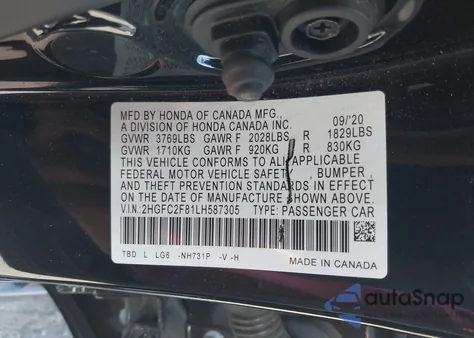 MFD.BY HONDA OF CANADA MFG.,
A DIVISION OF HONDA CANADA INC. 09/'20
GVWR 3769LBS GAWR F 2028LBS R 1829LBS
GVWR 1710KG GAWR F 920KG R 830KG
THIS VEHICLE CONFORMS TO ALL APPLICABLE
FEDERAL MOTOR VEHICLE SAFETY, BUMPER,
AND THEFT PREVENTION STANDARDS IN EFFECT
ON THE DATE OF MANUFACTURE SHOWN ABOVE.
V.I.N.:2HGFC2F81LH587305 TYPE: PASSENGER CAR
TBD L LG6 -NH731P -V -H
MADE IN CANADA
autoSnap